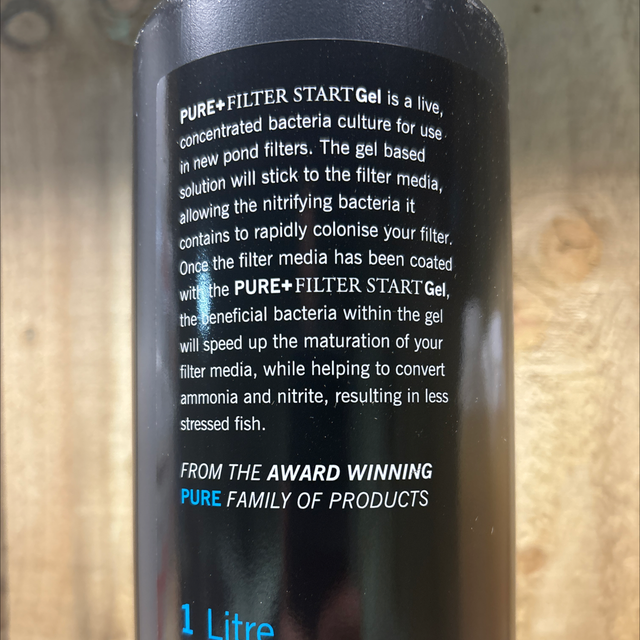 PURE+FILTER STARTGel is a live,
concentrated bacteria culture for use
in new pond filters. The gel based
solution will stick to the filter media,
allowing the nitrifying bacteria it
contains to rapidly colonise your filter.
Once the filter media has been coated
with the PURE+FILTER STARTGel,
the beneficial bacteria within the gel
will speed up the maturation of your
filter media, while helping to convert
ammonia and nitrite, resulting in less
stressed fish.
FROM THE AWARD WINNING
PURE FAMILY OF PRODUCTS
1 Litre